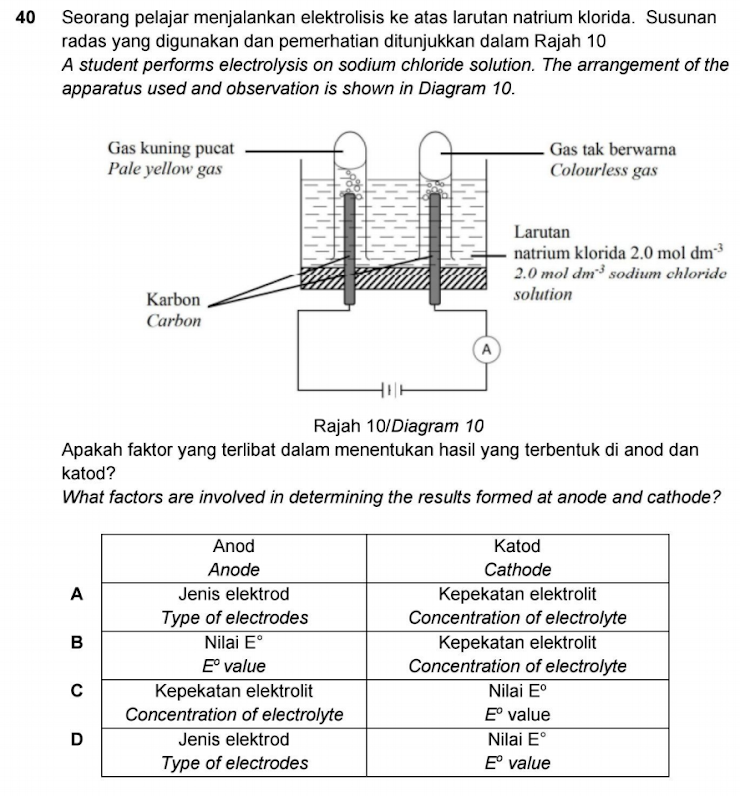 40 Seorang pelajar menjalankan elektrolisis ke atas larutan natrium klorida. Susunan
radas yang digunakan dan pemerhatian ditunjukkan dalam Rajah 10
A student performs electrolysis on sodium chloride solution. The arrangement of the
apparatus used and observation is shown in Diagram 10.
Gas kuning pucat
Pale yellow gas
Gas tak berwarna
Colourless gas
Larutan
natrium klorida 2.0 mol dm⁻³
2.0 mol dm⁻³ sodium chloride
solution
Karbon
Carbon
A
Rajah 10/Diagram 10
Apakah faktor yang terlibat dalam menentukan hasil yang terbentuk di anod dan
katod?
What factors are involved in determining the results formed at anode and cathode?
Anod Katod
Anode Cathode
A Jenis elektrod Kepekatan elektrolit
Type of electrodes Concentration of electrolyte
B Nilai E° Kepekatan elektrolit
E° value Concentration of electrolyte
C Kepekatan elektrolit Nilai E°
Concentration of electrolyte E° value
D Jenis elektrod Nilai E°
Type of electrodes E° value